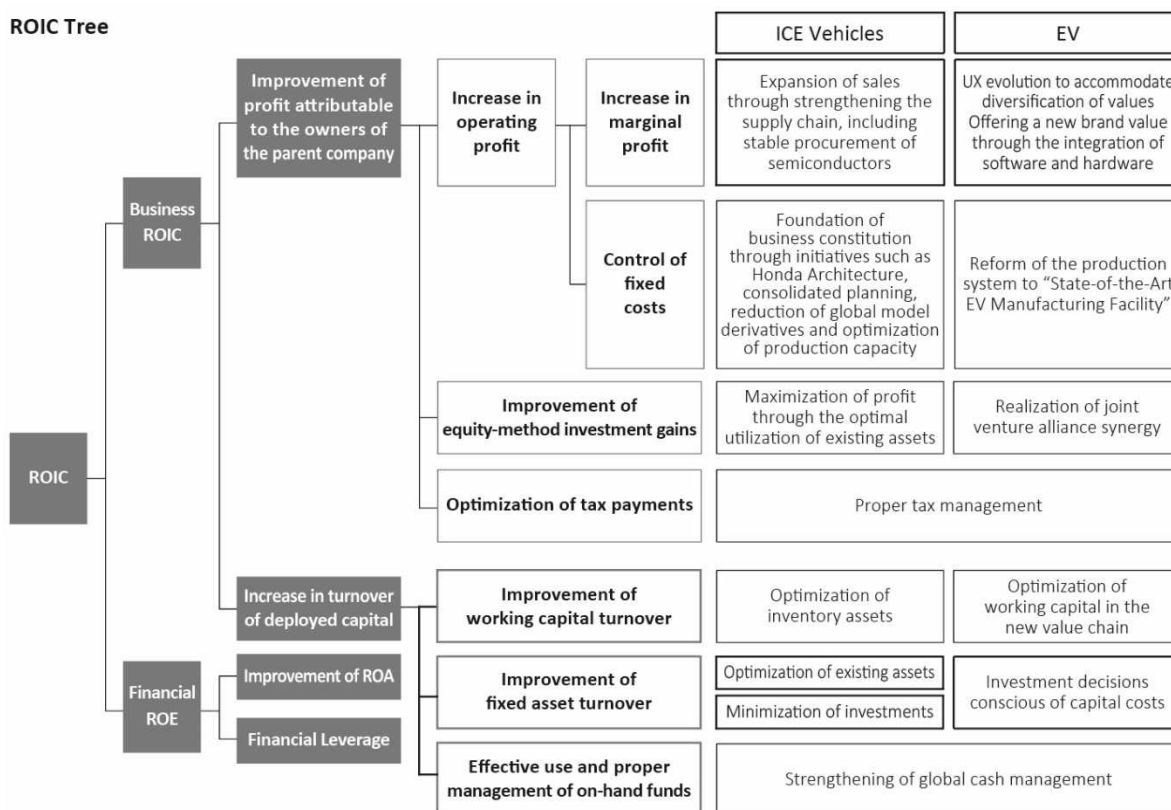 ROIC Tree
ICE Vehicles
EV
Improvement of
profit attributable
to the owners of
the parent company
Increase in
operating
profit
Increase in
marginal
profit
Expansion of sales
through strengthening the
supply chain, including
stable procurement of
semiconductors
UX evolution to accommodate
diversification of values
Offering a new brand value
through the integration of
software and hardware
Business
ROIC
Control of
fixed
costs
Foundation of
business constitution
through initiatives such as
Honda Architecture,
consolidated planning,
reduction of global model
derivatives and optimization
of production capacity
Reform of the production
system to “State-of-the-Art
EV Manufacturing Facility”
Improvement of
equity-method investment gains
Maximization of profit
through the optimal
utilization of existing assets
Realization of joint
venture alliance synergy
ROIC
Optimization of tax payments
Proper tax management
Increase in turnover
of deployed capital
Improvement of
working capital turnover
Optimization of
inventory assets
Optimization of
working capital in the
new value chain
Financial
ROE
Improvement of ROA
Financial Leverage
Improvement of
fixed asset turnover
Optimization of existing assets
Minimization of investments
Investment decisions
conscious of capital costs
Effective use and proper
management of on-hand funds
Strengthening of global cash management